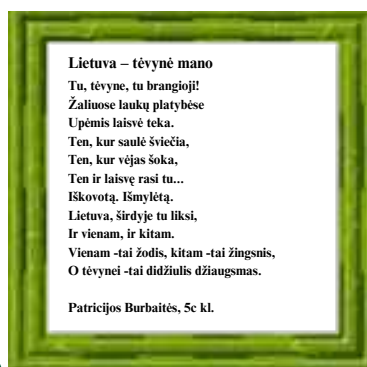 Lietuva – tėvynė mano
Tu, tėvyne, tu brangioji!
Žaliuose laukų platybėse
Upėmis laisvė teka.
Ten, kur saulė šviečia,
Ten, kur vėjas šoka,
Ten ir laisvę rasi tu...
Iškovotą. Išmylėtą.
Lietuva, širdyje tu liksi,
Ir vienam, ir kitam.
Vienam -tai žodis, kitam -tai žingsnis,
O tėvynei -tai didžiulis džiaugsmas.
Patricijos Burbaitės, 5c kl.